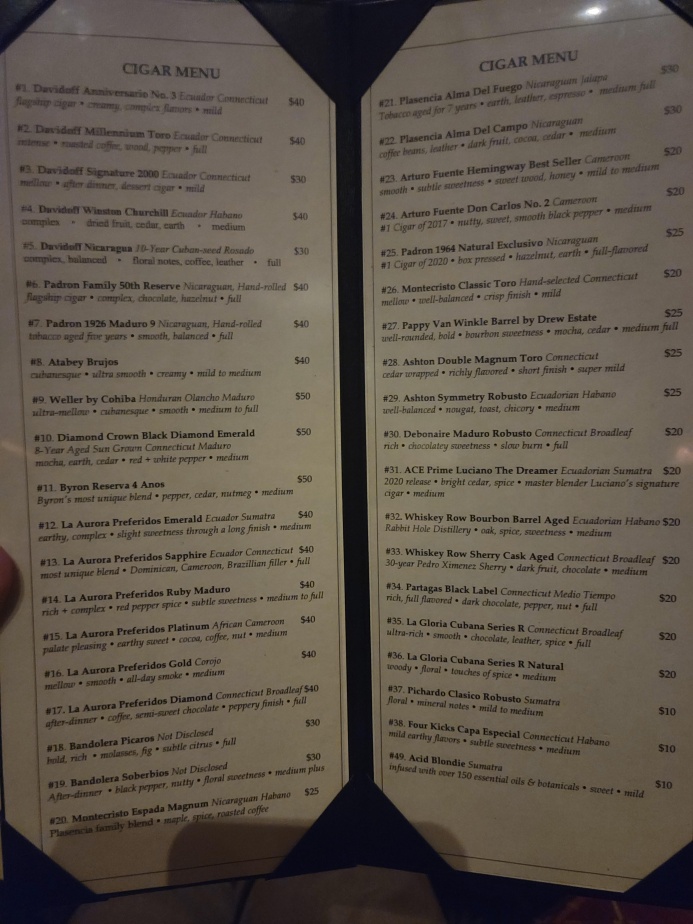 CIGAR MENU
#1. Davidoff Anniversario No. 3 Ecuador Connecticut $40
flagship cigar • creamy, complex flavors • mild
#2. Davidoff Millennium Toro Ecuador Connecticut $40
intense • roasted coffee, wood, pepper • full
#3. Davidoff Signature 2000 Ecuador Connecticut $30
mellow • after dinner, dessert cigar • mild
#4. Davidoff Winston Churchill Ecuador Habano $40
complex • dried fruit, cedar, earth • medium
#5. Davidoff Nicaragua 10-Year Cuban-seed Rosado $30
complex, balanced • floral notes, coffee, leather • full
#6. Padron Family 50th Reserve Nicaraguan, Hand-rolled $40
flagship cigar • complex, chocolate, hazelnut • full
#7. Padron 1926 Maduro 9 Nicaraguan, Hand-rolled $40
tobacco aged five years • smooth, balanced • full
#8. Atabey Brujos $40
cubanesque • ultra smooth • creamy • mild to medium
#9. Weller by Cohiba Honduran Olancho Maduro $50
ultra-mellow • cubanesque • smooth • medium to full
#10. Diamond Crown Black Diamond Emerald $50
8-Year Aged Sun Grown Connecticut Maduro
mocha, earth, cedar • red + white pepper • medium
#11. Byron Reserva 4 Anos $50
Byron's most unique blend • pepper, cedar, nutmeg • medium
#12. La Aurora Preferidos Emerald Ecuador Sumatra $40
earthy, complex • slight sweetness through a long finish • medium
#13. La Aurora Preferidos Sapphire Ecuador Connecticut $40
most unique blend • Dominican, Cameroon, Brazillian filler • full
#14. La Aurora Preferidos Ruby Maduro $40
rich + complex • red pepper spice • subtle sweetness • medium to full
#15. La Aurora Preferidos Platinum African Cameroon $40
palate pleasing • earthy sweet • cocoa, coffee, nut • medium
#16. La Aurora Preferidos Gold Corojo $40
mellow • smooth • all-day smoke • medium
#17. La Aurora Preferidos Diamond Connecticut Broadleaf $40
after-dinner • coffee, semi-sweet chocolate • peppery finish • full
#18. Bandolera Picaros Not Disclosed $30
bold, rich • molasses, fig • subtle citrus • full
#19. Bandolera Soberbios Not Disclosed $30
After-dinner • black pepper, nutty • floral sweetness • medium plus
#20. Montecristo Espada Magnum Nicaraguan Habano $25
Plasencia family blend • maple, spice, roasted coffee
CIGAR MENU
#21. Plasencia Alma Del Fuego Nicaraguan Jalapa $30
Tobacco aged for 7 years • earth, leather, espresso • medium full
#22. Plasencia Alma Del Campo Nicaraguan $30
coffee beans, leather • dark fruit, cocoa, cedar • medium
#23. Arturo Fuente Hemingway Best Seller Cameroon $20
smooth • subtle sweetness • sweet wood, honey • mild to medium
#24. Arturo Fuente Don Carlos No. 2 Cameroon $20
#1 Cigar of 2017 • nutty, sweet, smooth black pepper • medium
#25. Padron 1964 Natural Exclusivo Nicaraguan $25
#1 Cigar of 2020 • box pressed • hazelnut, earth • full-flavored
#26. Montecristo Classic Toro Hand-selected Connecticut $20
mellow • well-balanced • crisp finish • mild
#27. Pappy Van Winkle Barrel by Drew Estate $25
well-rounded, bold • bourbon sweetness • mocha, cedar • medium full
#28. Ashton Double Magnum Toro Connecticut $25
cedar wrapped • richly flavored • short finish • super mild
#29. Ashton Symmetry Robusto Ecuadorian Habano $25
well-balanced • nougat, toast, chicory • medium
#30. Debonaire Maduro Robusto Connecticut Broadleaf $20
rich • chocolatey sweetness • slow burn • full
#31. ACE Prime Luciano The Dreamer Ecuadorian Sumatra $20
2020 release • bright cedar, spice • master blender Luciano's signature
cigar • medium
#32. Whiskey Row Bourbon Barrel Aged Ecuadorian Habano $20
Rabbit Hole Distillery • oak, spice, sweetness • medium
#33. Whiskey Row Sherry Cask Aged Connecticut Broadleaf $20
30-year Pedro Ximenez Sherry • dark fruit, chocolate • medium
#34. Partagas Black Label Connecticut Medio Tiempo $20
rich, full flavored • dark chocolate, pepper, nut • full
#35. La Gloria Cubana Series R Connecticut Broadleaf $20
ultra-rich • smooth • chocolate, leather, spice • full
#36. La Gloria Cubana Series R Natural $20
woody • floral • touches of spice • medium
#37. Pichardo Clasico Robusto Sumatra $10
floral • mineral notes • mild to medium
#38. Four Kicks Capa Especial Connecticut Habano $10
mild earthy flavors • subtle sweetness • medium
#49. Acid Blondie Sumatra $10
infused with over 150 essential oils & botanicals • sweet • mild